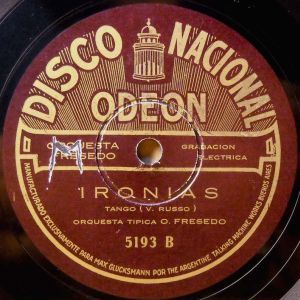 DISCO NACIONAL
ODEON
M
ORQUESTA
FRESEDO
GRABACION
ELECTRICA
IRONIAS
TANGO (V. RUSSO)
ORQUESTA TIPICA O. FRESEDO
5193 B
MANUFACTURADO EXCLUSIVAMENTE PARA MAX GLUCKSMANN POR THE ARGENTINE TALKING MACHINE WORKS BUENOS AIRES